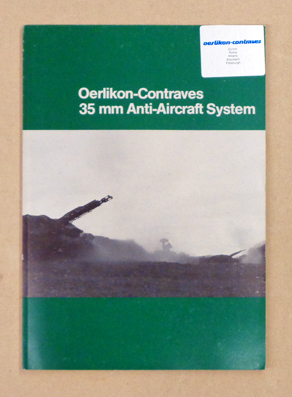 oerlikon-contraves
Oerlikon-Contraves
35 mm Anti-Aircraft System